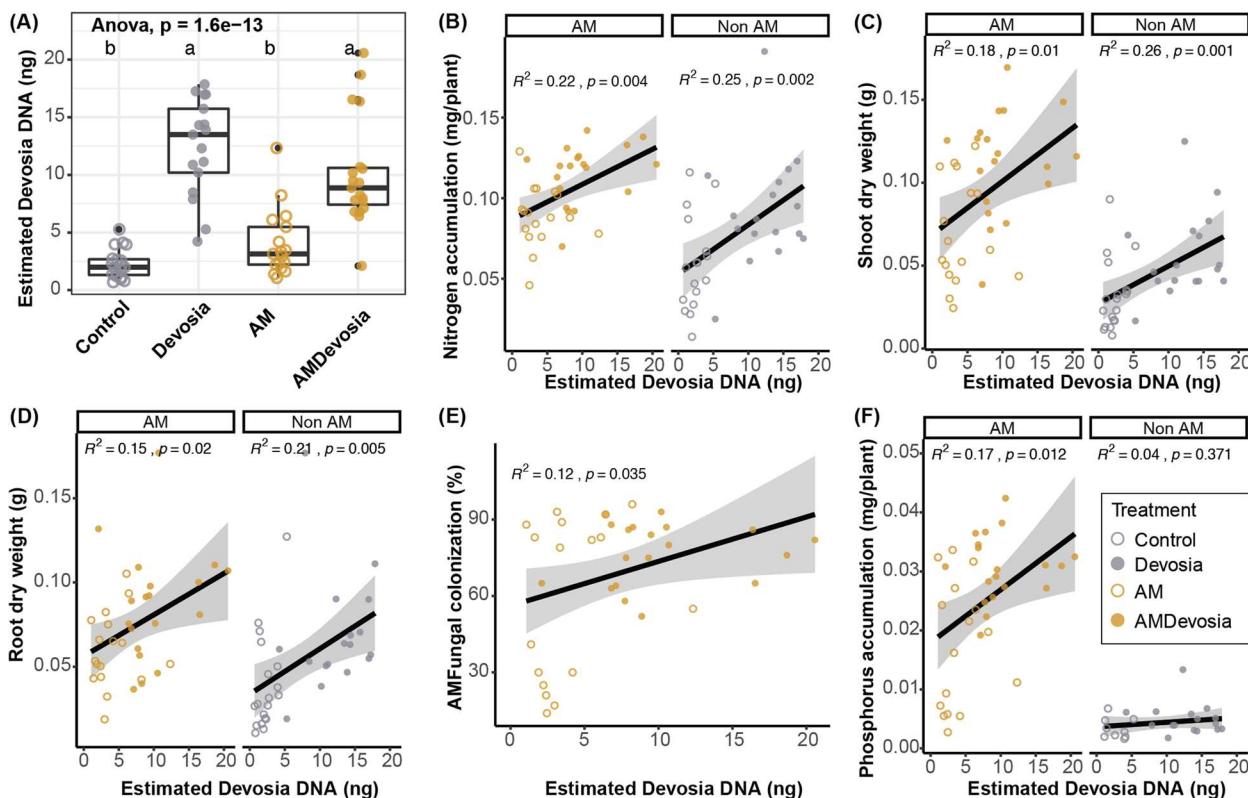 (A)
Anova, p = 1.6e−13
b a b a
Estimated Devosia DNA (ng)
20
15
10
5
0
Control
Devosia
AM
AMDevosia
(B)
AM
Non AM
R² = 0.22 , p = 0.004
R² = 0.25 , p = 0.002
Nitrogen accumulation (mg/plant)
0.15
0.10
0.05
0 5 10 15 20
0 5 10 15 20
Estimated Devosia DNA (ng)
(C)
AM
Non AM
R² = 0.18 , p = 0.01
R² = 0.26 , p = 0.001
Shoot dry weight (g)
0.15
0.10
0.05
0.00
0 5 10 15 20
0 5 10 15 20
Estimated Devosia DNA (ng)
(D)
AM
Non AM
R² = 0.15 , p = 0.02
R² = 0.21 , p = 0.005
Root dry weight (g)
0.15
0.10
0.05
0 5 10 15 20
0 5 10 15 20
Estimated Devosia DNA (ng)
(E)
R² = 0.12 , p = 0.035
AMFungal colonization (%)
90
60
30
0 5 10 15 20
Estimated Devosia DNA (ng)
(F)
AM
Non AM
R² = 0.17 , p = 0.012
R² = 0.04 , p = 0.371
Phosphorus accumulation (mg/plant)
0.05
0.04
0.03
0.02
0.01
0.00
0 5 10 15 20
0 5 10 15 20
Estimated Devosia DNA (ng)
Treatment
Control
Devosia
AM
AMDevosia